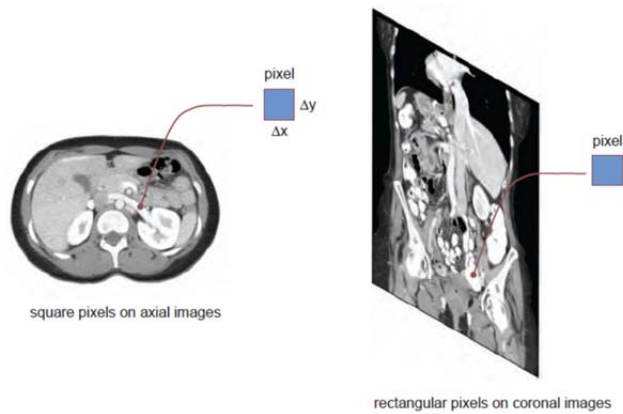 pixel
Δy
Δx
square pixels on axial images
pixel
rectangular pixels on coronal images